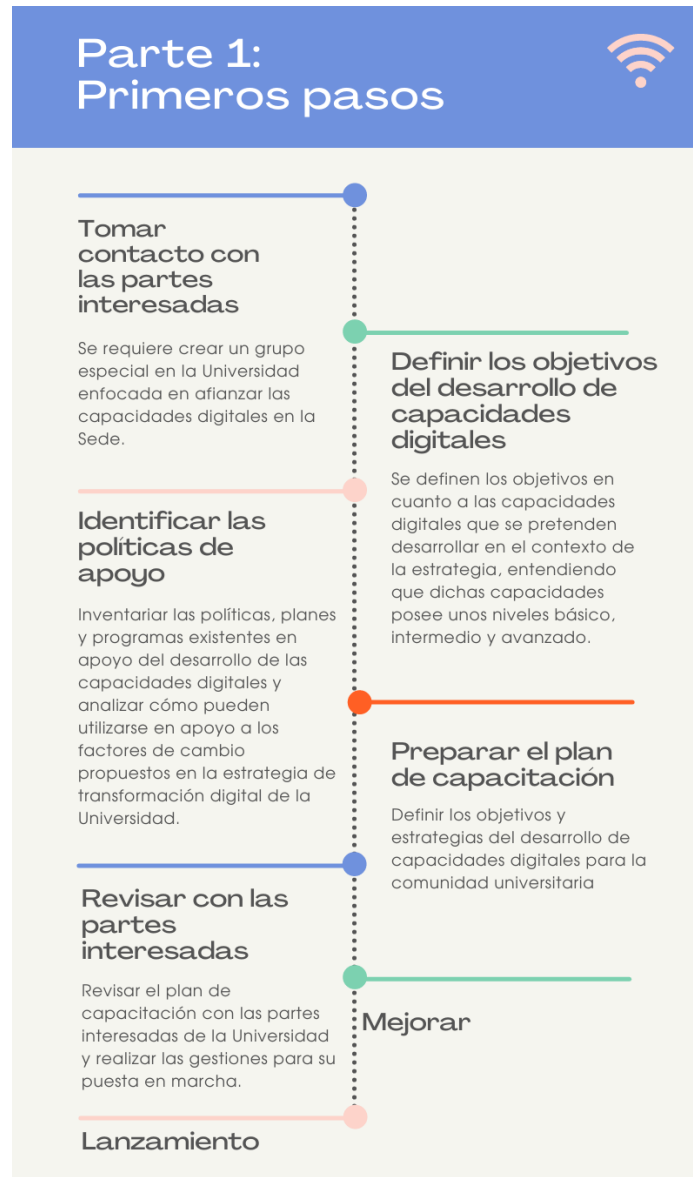 Parte 1:
Primeros pasos
Tomar
contacto con
las partes
interesadas
Se requiere crear un grupo
especial en la Universidad
enfocada en afianzar las
capacidades digitales en la
Sede.
Definir los objetivos
del desarrollo de
capacidades
digitales
Se definen los objetivos en
cuanto a las capacidades
digitales que se pretenden
desarrollar en el contexto de
la estrategia, entendiendo
que dichas capacidades
posee unos niveles básico,
intermedio y avanzado.
Identificar las
políticas de
apoyo
Inventariar las políticas, planes
y programas existentes en
apoyo del desarrollo de las
capacidades digitales y
analizar cómo pueden
utilizarse en apoyo a los
factores de cambio
propuestos en la estrategia de
transformación digital de la
Universidad.
Preparar el plan
de capacitación
Definir los objetivos y
estrategias del desarrollo de
capacidades digitales para la
comunidad universitaria
Revisar con las
partes
interesadas
Revisar el plan de
capacitación con las partes
interesadas de la Universidad
y realizar las gestiones para su
puesta en marcha.
Mejorar
Lanzamiento